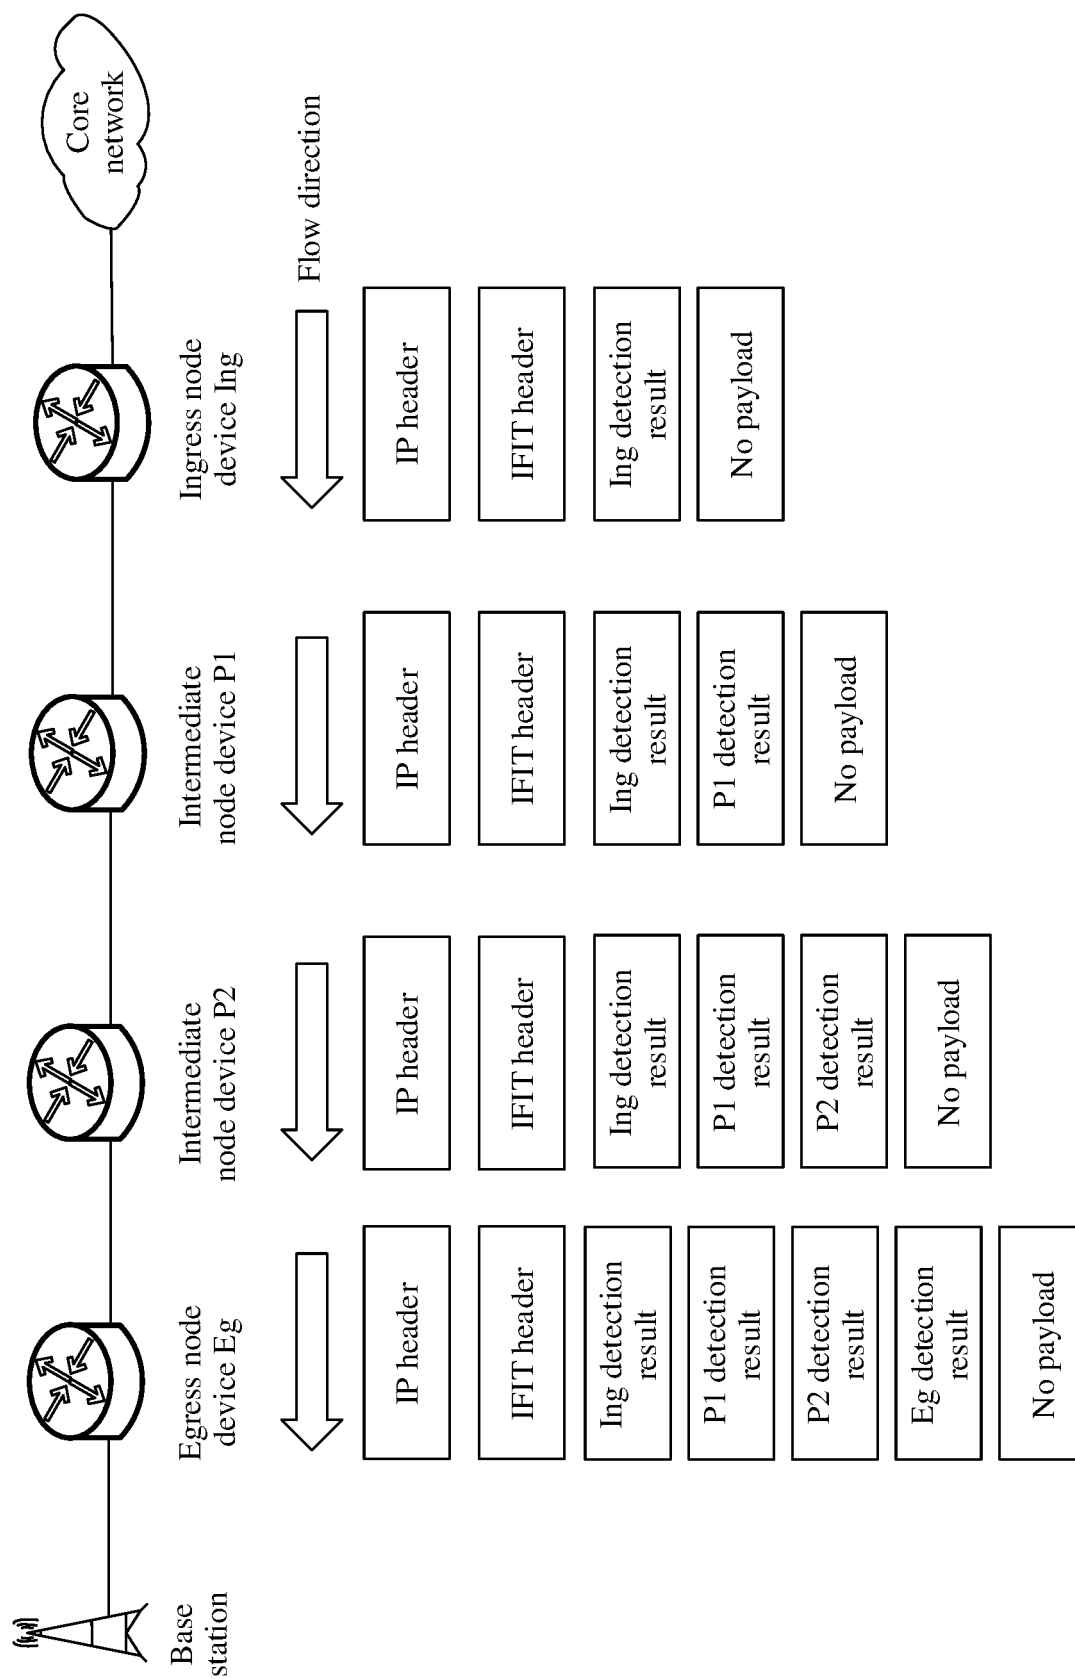 Core
network
Base
station
Egress node
device Eg
Intermediate
node device P2
Intermediate
node device P1
Ingress node
device Ing
Flow direction
IP header
IFIT header
Ing detection
result
P1 detection
result
P2 detection
result
Eg detection
result
No payload
IP header
IFIT header
Ing detection
result
P1 detection
result
P2 detection
result
No payload
IP header
IFIT header
Ing detection
result
P1 detection
result
No payload
IP header
IFIT header
Ing detection
result
No payload